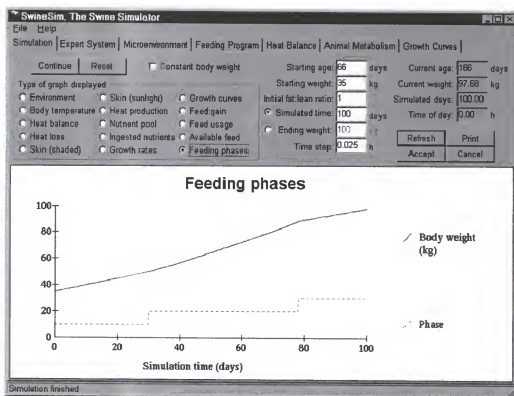 SwineSim, The Swine Simulator
File Help
Simulation Expert System Microenvironment Feeding Program Heat Balance Animal Metabolism Growth Curves
Continue Reset Constant body weight
Type of graph displayed
Environment Skin (sunlight) Growth curves
Body temperature Heat production Feed:gain
Heat balance Nutrient pool Feed usage
Heat loss Ingested nutrients Available feed
Skin (shaded) Growth rates Feeding phases
Starting age: 66 days
Starting weight: 35 kg
Initial fat:lean ratio: 1
Simulated time: 100 days
Ending weight: 100 kg
Time step: 0.025 h
Current age: 166 days
Current weight: 97.68 kg
Simulated days: 100.00
Time of day: 0.00 h
Refresh Print
Accept Cancel
Feeding phases
100
80
60
40
20
0
0 20 40 60 80 100
Simulation time (days)
Body weight
(kg)
Phase
Simulation finished